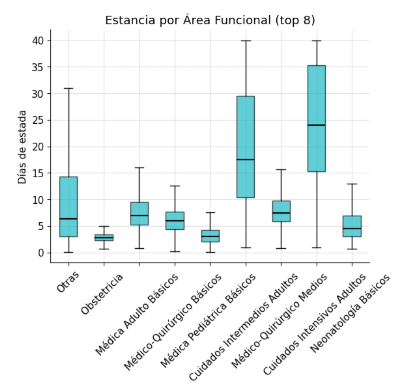 Estancia por Área Funcional (top 8)
Días de estada
40
35
30
25
20
15
10
5
0
Otras
Obstetricia
Médica Adulto Básicos
Médico-Quirúrgico Básicos
Médica Pediátrica Básicos
Cuidados Intermedios Adultos
Médico-Quirúrgico Medios
Cuidados Intensivos Adultos
Neonatología Básicos